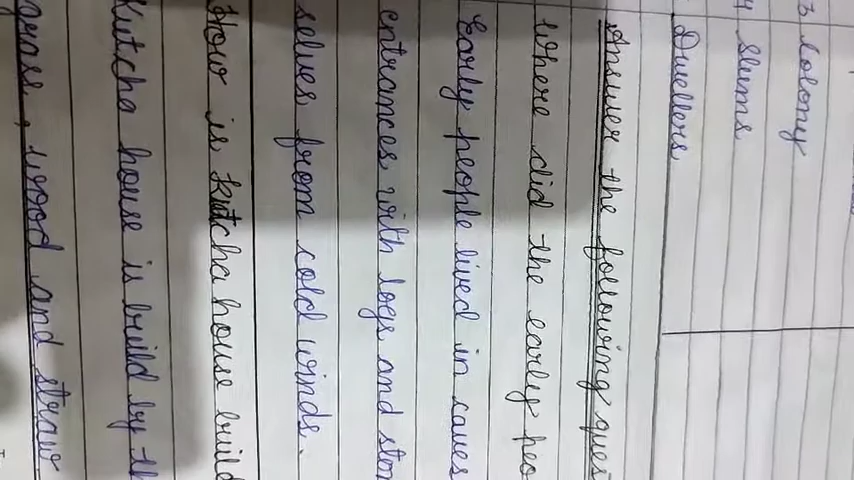 3 Colony
4 Slums
Dwellers
Answer the following ques
where did the early peo
Early people lived in caves
entrances with logs and ston
selves from cold winds.
How is kutcha house build
Kutcha house is build by th
grass, wood and straw